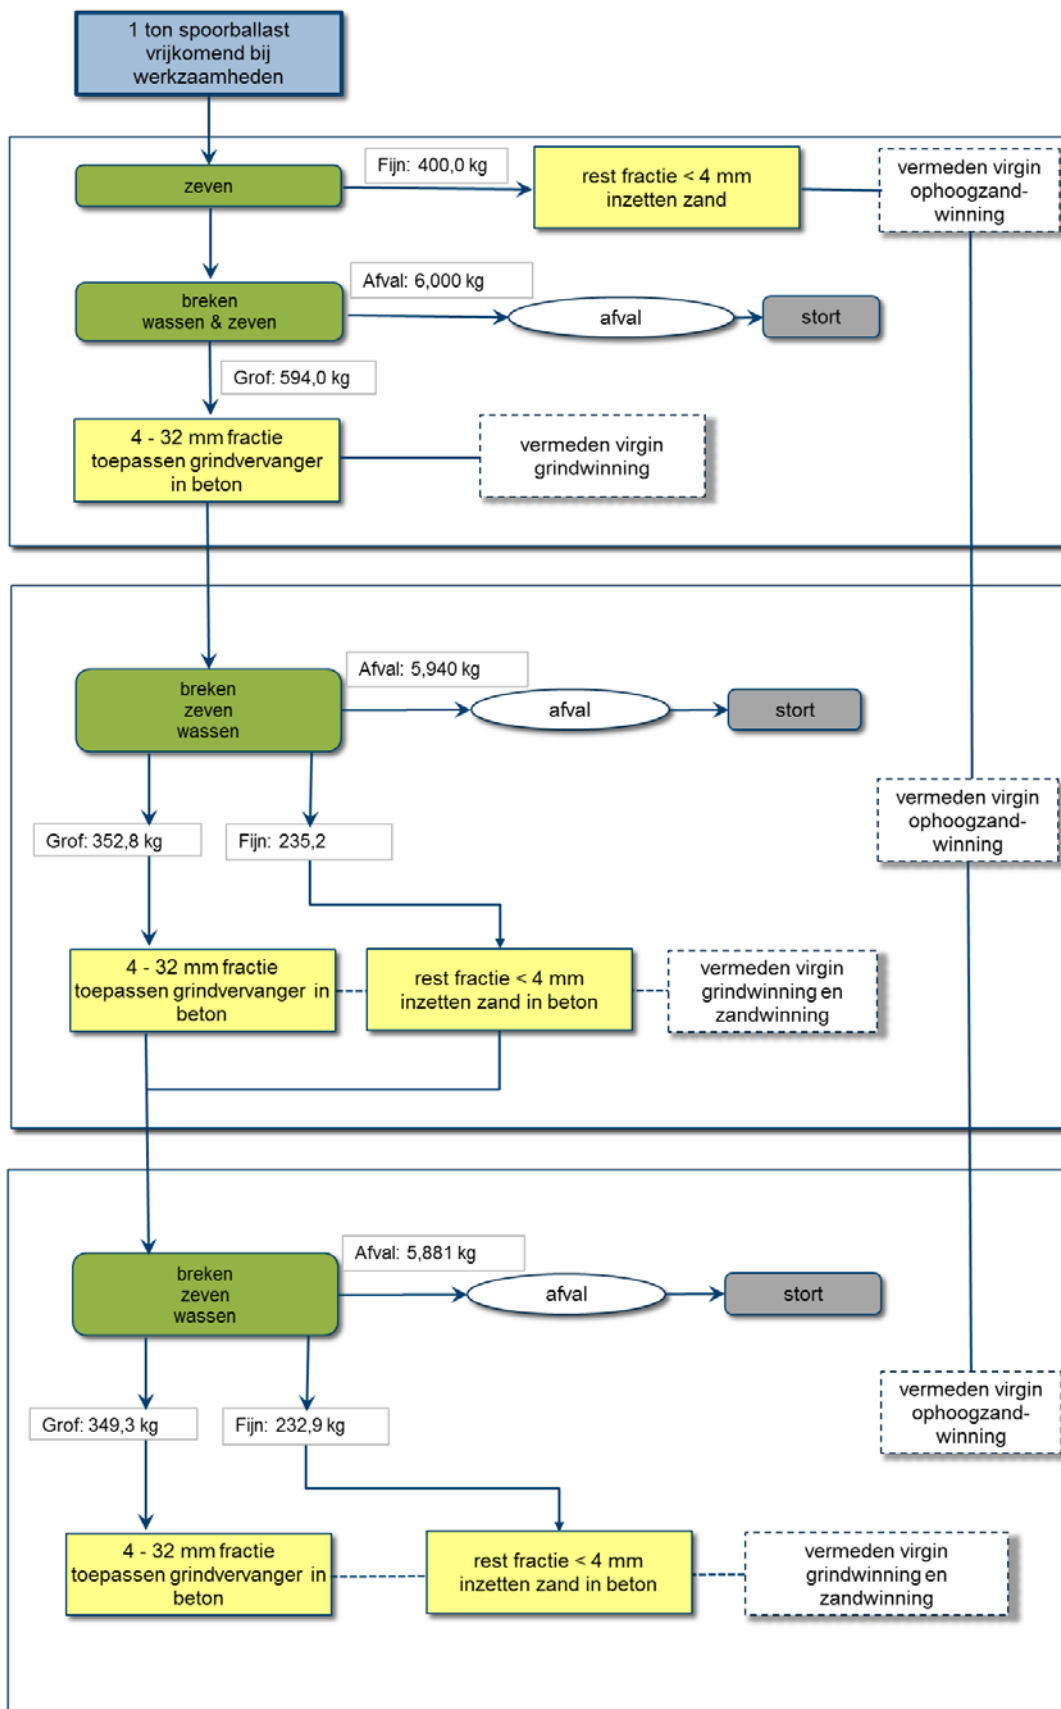 1 ton spoorballast
vrijkomend bij
werkzaamheden
zeven
Fijn: 400,0 kg
rest fractie < 4 mm
inzetten zand
vermeden virgin
ophoogzand-
winning
breken
wassen & zeven
Afval: 6,000 kg
afval
stort
Grof: 594,0 kg
4 - 32 mm fractie
toepassen grindvervanger
in beton
vermeden virgin
grindwinning
breken
zeven
wassen
Afval: 5,940 kg
afval
stort
vermeden virgin
ophoogzand-
winning
Grof: 352,8 kg
Fijn: 235,2
4 - 32 mm fractie
toepassen grindvervanger in
beton
rest fractie < 4 mm
inzetten zand in beton
vermeden virgin
grindwinning en
zandwinning
breken
zeven
wassen
Afval: 5,881 kg
afval
stort
vermeden virgin
ophoogzand-
winning
Grof: 349,3 kg
Fijn: 232,9 kg
4 - 32 mm fractie
toepassen grindvervanger in
beton
rest fractie < 4 mm
inzetten zand in beton
vermeden virgin
grindwinning en
zandwinning